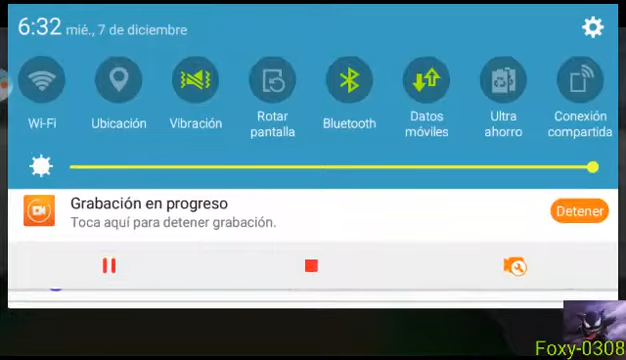 6:32 mié., 7 de diciembre
Wi-Fi
Ubicación
Vibración
Rotar
pantalla
Bluetooth
Datos
móviles
Ultra
ahorro
Conexión
compartida
Grabación en progreso
Toca aquí para detener grabación.
Detener
Foxy-0308